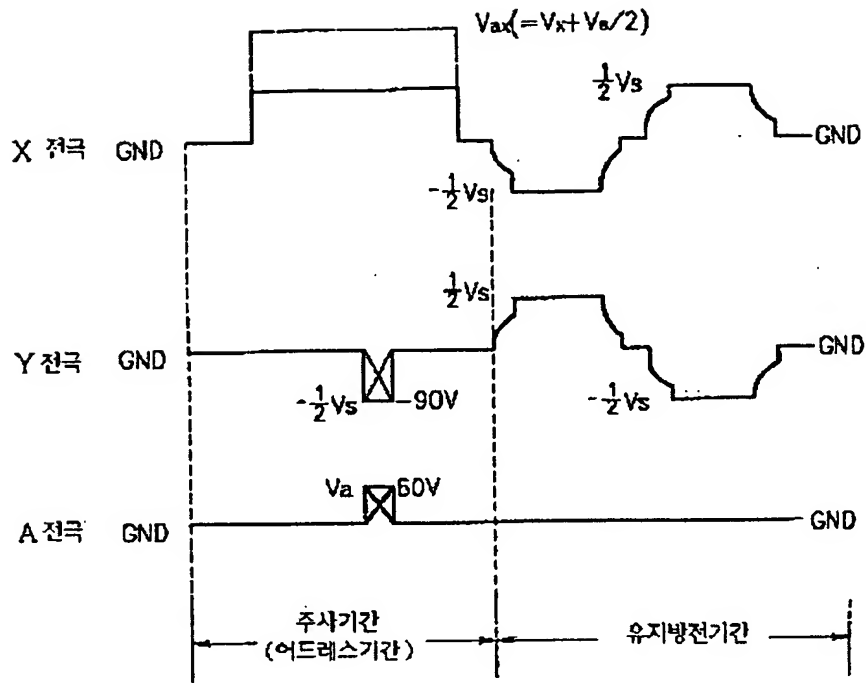 Vax(=Vx+Va/2)
½Vs
X 전극 GND
GND
-½Vs
½Vs
Y 전극 GND
GND
-½Vs
-90V
-½Vs
Va
60V
A 전극 GND
GND
주사기간
(어드레스기간)
유지방전기간